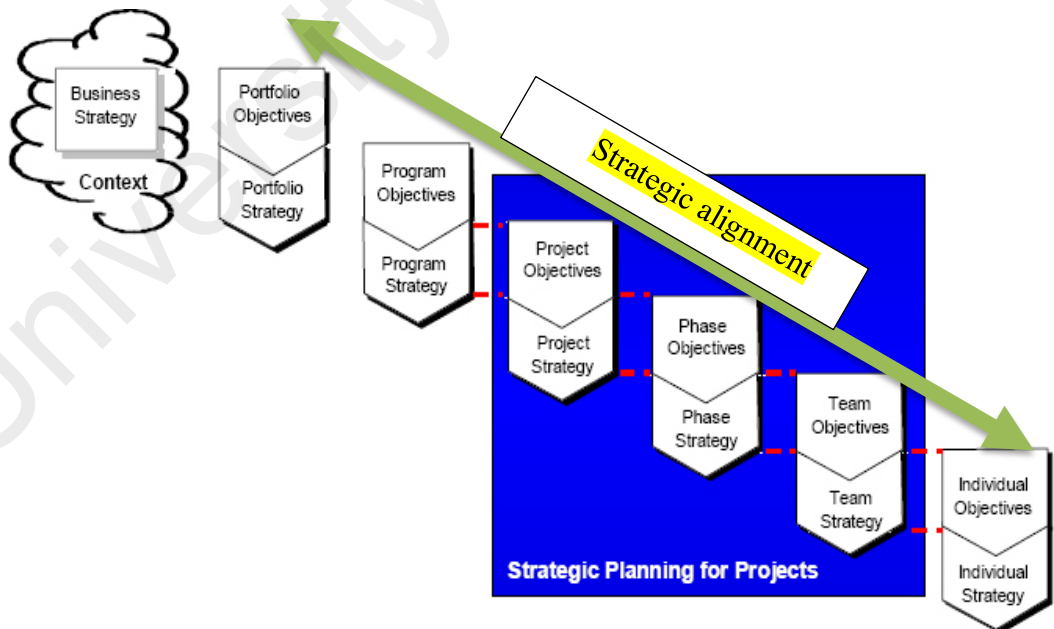 Business
Strategy
Context
Portfolio
Objectives
Portfolio
Strategy
Program
Objectives
Program
Strategy
Strategic alignment
Project
Objectives
Project
Strategy
Phase
Objectives
Phase
Strategy
Team
Objectives
Team
Strategy
Individual
Objectives
Individual
Strategy
Strategic Planning for Projects
University